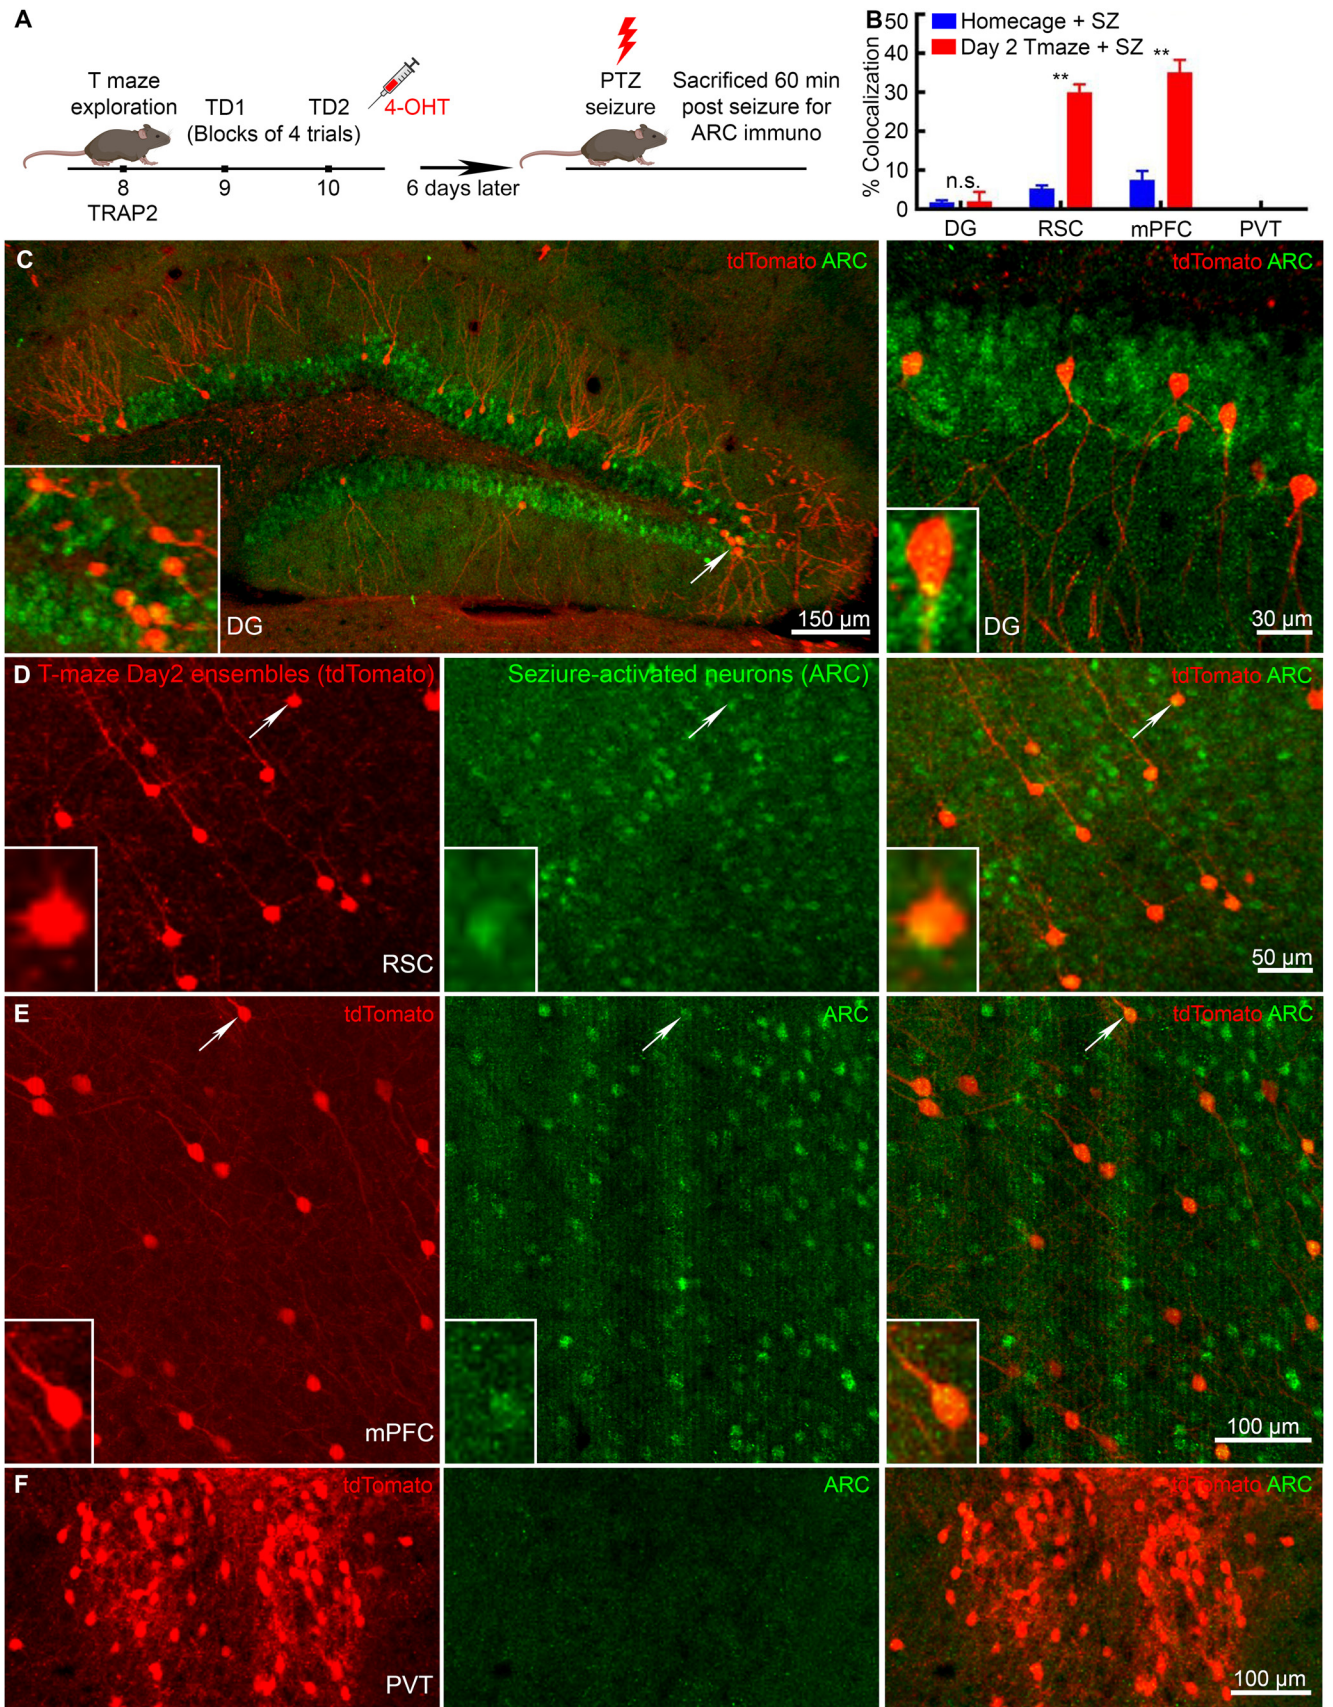 A
T maze
exploration
TD1
TD2
(Blocks of 4 trials)
4-OHT
8
9
10
TRAP2
6 days later
PTZ
seizure
Sacrificed 60 min
post seizure for
ARC immuno
B
% Colocalization
50
40
30
20
10
0
Homecage + SZ
Day 2 Tmaze + SZ
n.s.
**
**
DG
RSC
mPFC
PVT
C
tdTomato ARC
DG
150 µm
tdTomato ARC
DG
30 µm
D
T-maze Day2 ensembles (tdTomato)
RSC
Seziure-activated neurons (ARC)
tdTomato ARC
50 µm
E
tdTomato
mPFC
ARC
tdTomato ARC
100 µm
F
tdTomato
PVT
ARC
tdTomato ARC
100 µm